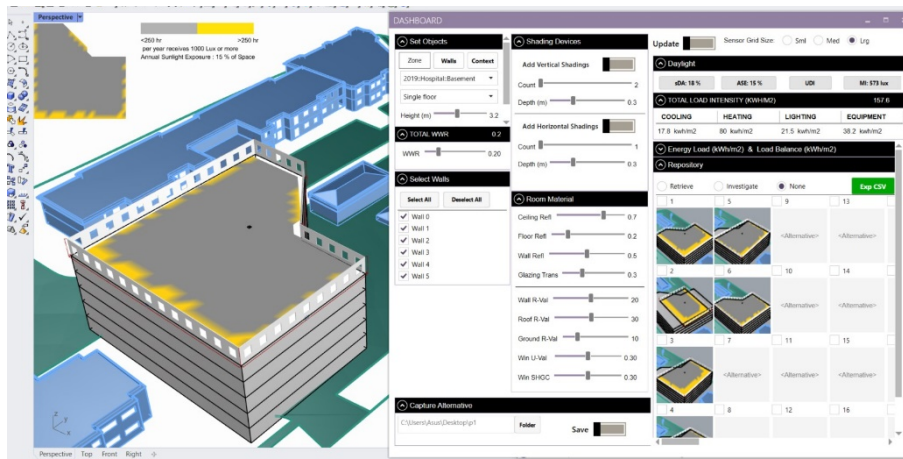 Perspective
<250 hr >250 hr
per year receives 1000 Lux or more
Annual Sunlight Exposure : 15 % of Space
z
y
x
Perspective Top Front Right
DASHBOARD
Set Objects
Zone Walls Context
2019::Hospital:Basement
Single floor
Height (m) 3.2
TOTAL WWR 0.2
WWR 0.20
Select Walls
Select All Deselect All
Wall 0
Wall 1
Wall 2
Wall 3
Wall 4
Wall 5
Shading Devices
Add Vertical Shadings
Count 2
Depth (m) 0.3
Add Horizontal Shadings
Count 1
Depth (m) 0.3
Room Material
Ceiling Refl 0.7
Floor Refl 0.2
Wall Refl 0.5
Glazing Trans 0.3
Wall R-Val 20
Roof R-Val 30
Ground R-Val 10
Win U-Val 0.30
Win SHGC 0.30
Capture Alternative
C:\Users\Asus\Desktop\p1 Folder Save
Update Sensor Grid Size: Sml Med Lrg
Daylight
sDA: 18 % ASE: 15 % UDI MI: 573 lux
TOTAL LOAD INTENSITY (KWH/M2) 157.6
COOLING HEATING LIGHTING EQUIPMENT
17.8 kwh/m2 80 kwh/m2 21.5 kwh/m2 38.2 kwh/m2
Energy Load (kWh/m2) & Load Balance (kWh/m2)
Repository
Retrieve Investigate None Exp CSV
1 5 9 13
<Alternative> <Alternative>
2 6 10 14
<Alternative> <Alternative>
3 7 11 15
<Alternative> <Alternative> <Alternative>
4 8 12 16